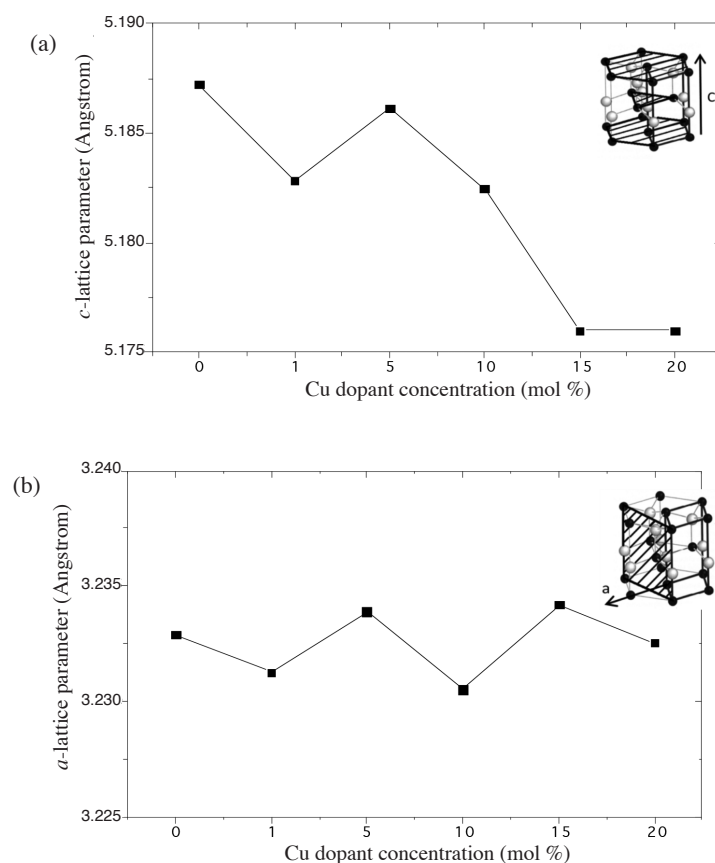 (a)
5.190
5.185
5.180
5.175
c-lattice parameter (Angstrom)
c
0 1 5 10 15 20
Cu dopant concentration (mol %)
(b)
3.240
3.235
3.230
3.225
a-lattice parameter (Angstrom)
a
0 1 5 10 15 20
Cu dopant concentration (mol %)